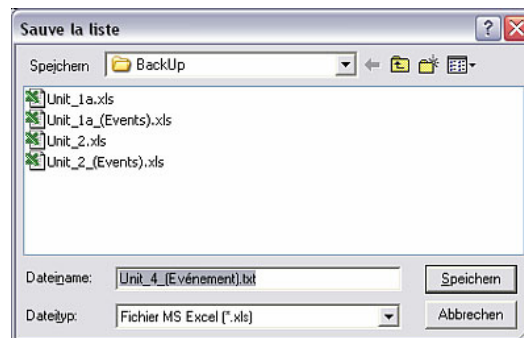 Sauve la liste
Speichern BackUp
Unit_1a.xls
Unit_1a_(Events).xls
Unit_2.xls
Unit_2_(Events).xls
Dateiname: Unit_4_(Evénement).txt Speichern
Dateityp: Fichier MS Excel (*.xls) Abbrechen